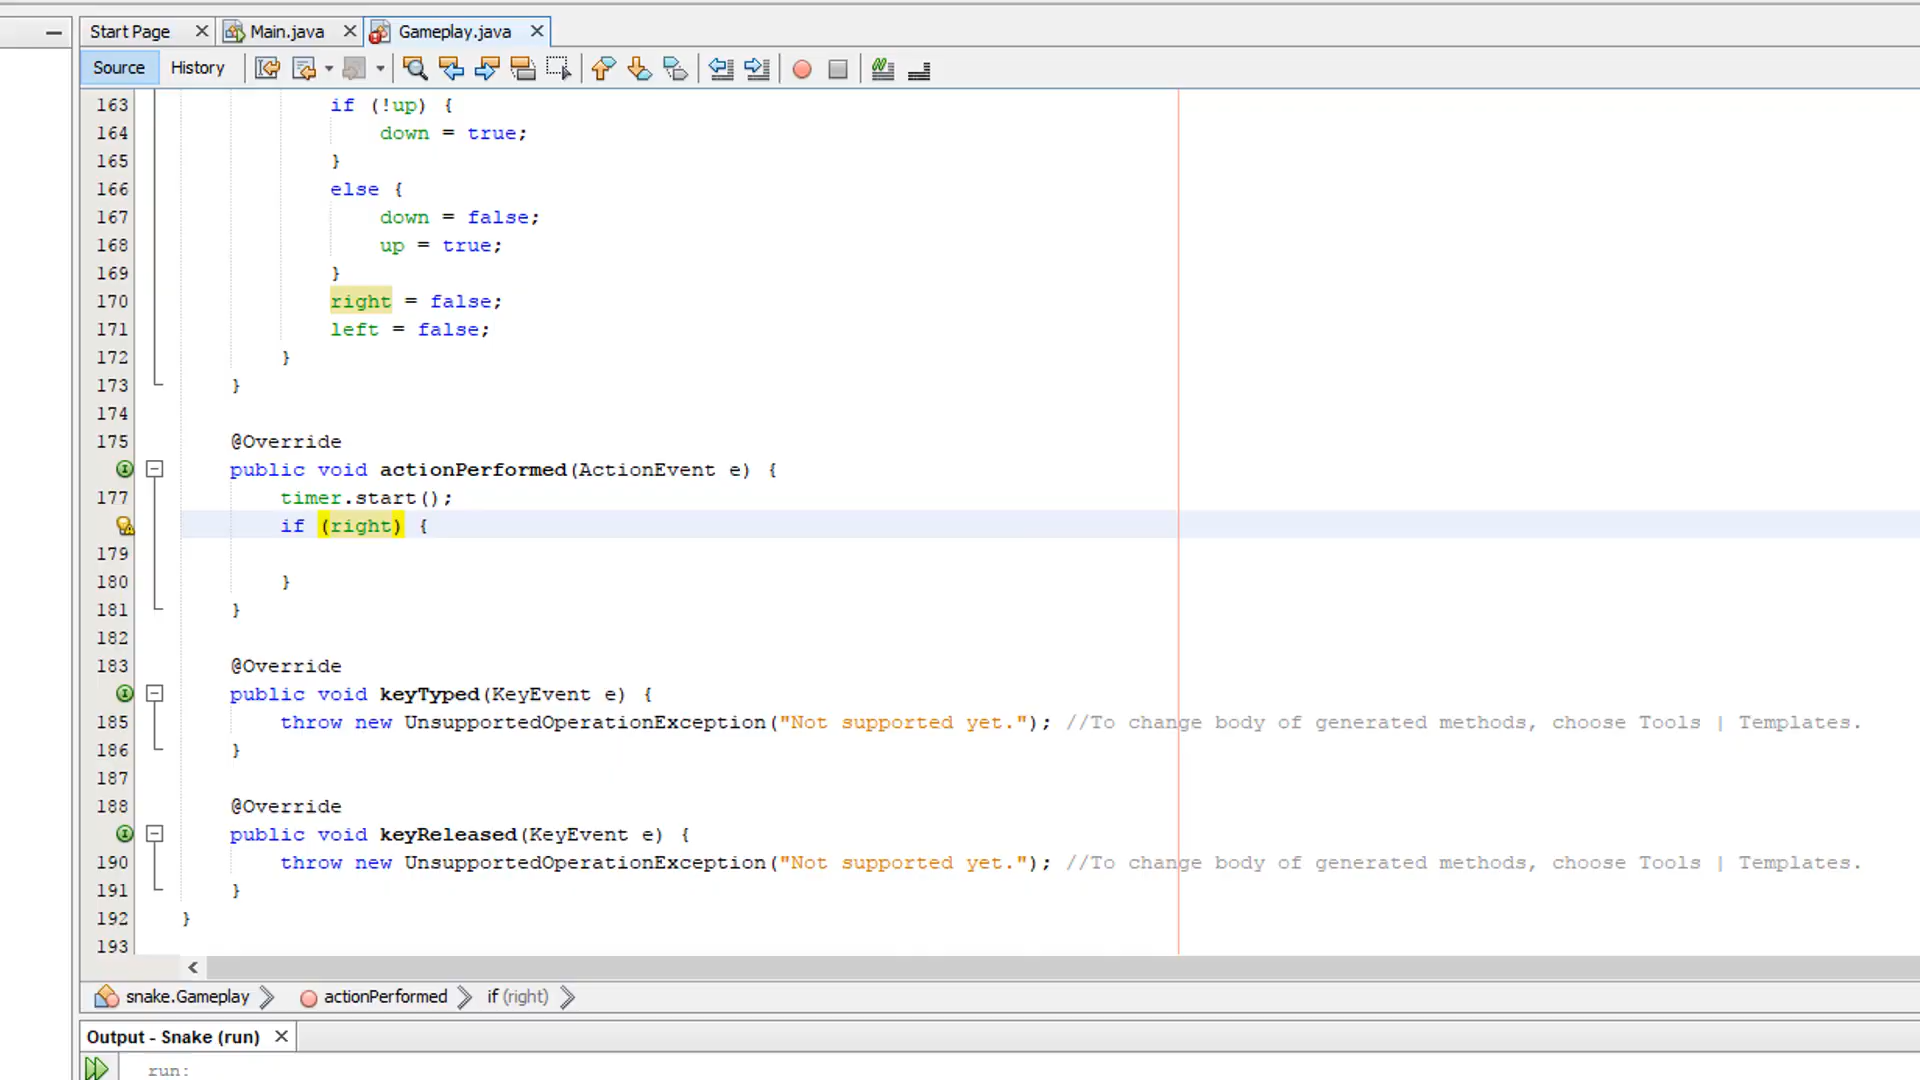 Start Page
Main.java
Gameplay.java
Source History
163 if (!up) {
164 down = true;
165 }
166 else {
167 down = false;
168 up = true;
169 }
170 right = false;
171 left = false;
172 }
173 }
174
175 @Override
public void actionPerformed(ActionEvent e) {
177 timer.start();
if (right) {
179
180 }
181 }
182
183 @Override
public void keyTyped(KeyEvent e) {
185 throw new UnsupportedOperationException("Not supported yet."); //To change body of generated methods, choose Tools | Templates.
186 }
187
188 @Override
public void keyReleased(KeyEvent e) {
190 throw new UnsupportedOperationException("Not supported yet."); //To change body of generated methods, choose Tools | Templates.
191 }
192 }
193
snake.Gameplay actionPerformed if (right)
Output - Snake (run)
run: